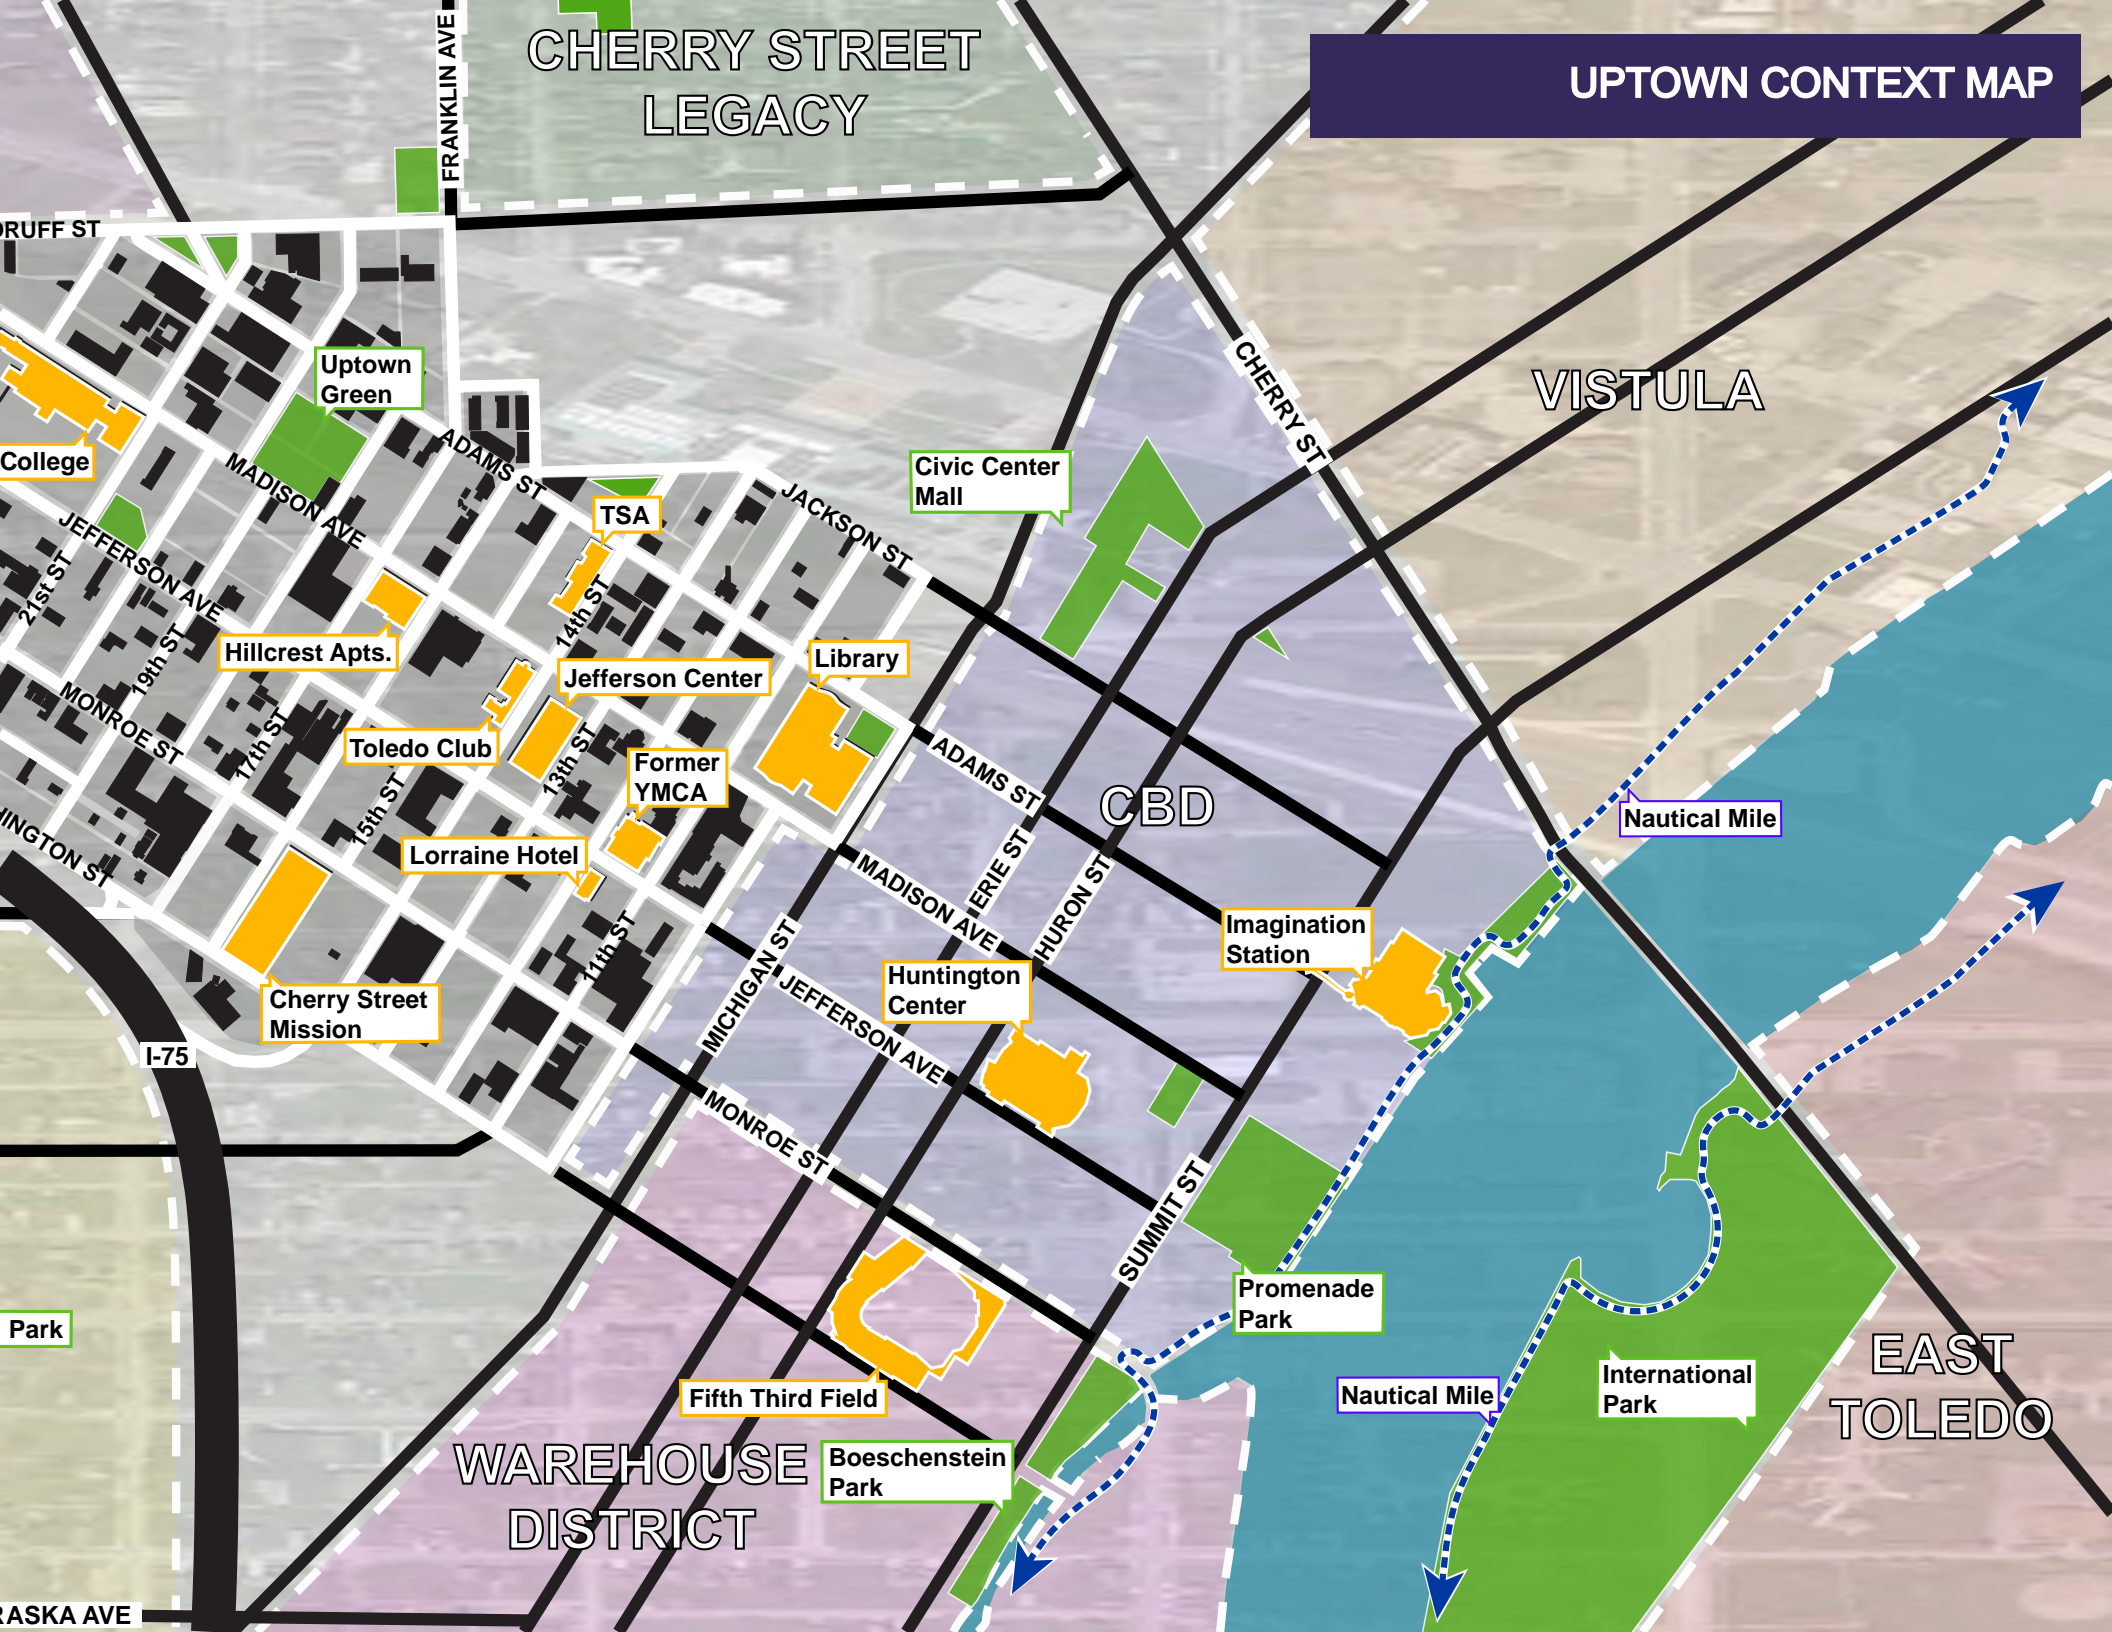 CHERRY STREET
LEGACY
UPTOWN CONTEXT MAP
FRANKLIN AVE
DRUFF ST
Uptown
Green
CHERRY ST
VISTULA
College
MADISON AVE
ADAMS ST
Civic Center
Mall
TSA
JACKSON ST
JEFFERSON AVE
21st ST
14th ST
Hillcrest Apts.
19th ST
Library
Jefferson Center
MONROE ST
17th ST
Toledo Club
13th ST
Former
YMCA
ADAMS ST
CBD
15th ST
Nautical Mile
HINGTON ST
Lorraine Hotel
MADISON AVE
ERIE ST
HURON ST
11th ST
Imagination
Station
MICHIGAN ST
Huntington
Center
Cherry Street
Mission
JEFFERSON AVE
I-75
MONROE ST
SUMMIT ST
Promenade
Park
Park
EAST
TOLEDO
International
Park
Nautical Mile
Fifth Third Field
WAREHOUSE
DISTRICT
Boeschenstein
Park
RASKA AVE